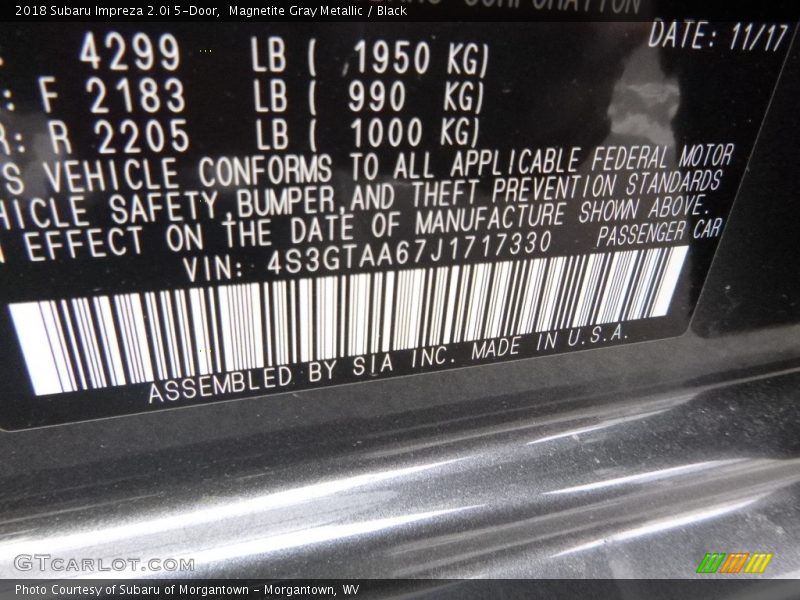 2018 Subaru Impreza 2.0i 5-Door, Magnetite Gray Metallic / Black
CORPORATION
DATE: 11/17
4299 LB ( 1950 KG)
: F 2183 LB ( 990 KG)
R: R 2205 LB ( 1000 KG)
S VEHICLE CONFORMS TO ALL APPLICABLE FEDERAL MOTOR
HICLE SAFETY,BUMPER,AND THEFT PREVENTION STANDARDS
EFFECT ON THE DATE OF MANUFACTURE SHOWN ABOVE.
VIN: 4S3GTAA67J1717330 PASSENGER CAR
ASSEMBLED BY SIA INC. MADE IN U.S.A.
GTCARLOT.COM
Photo Courtesy of Subaru of Morgantown - Morgantown, WV